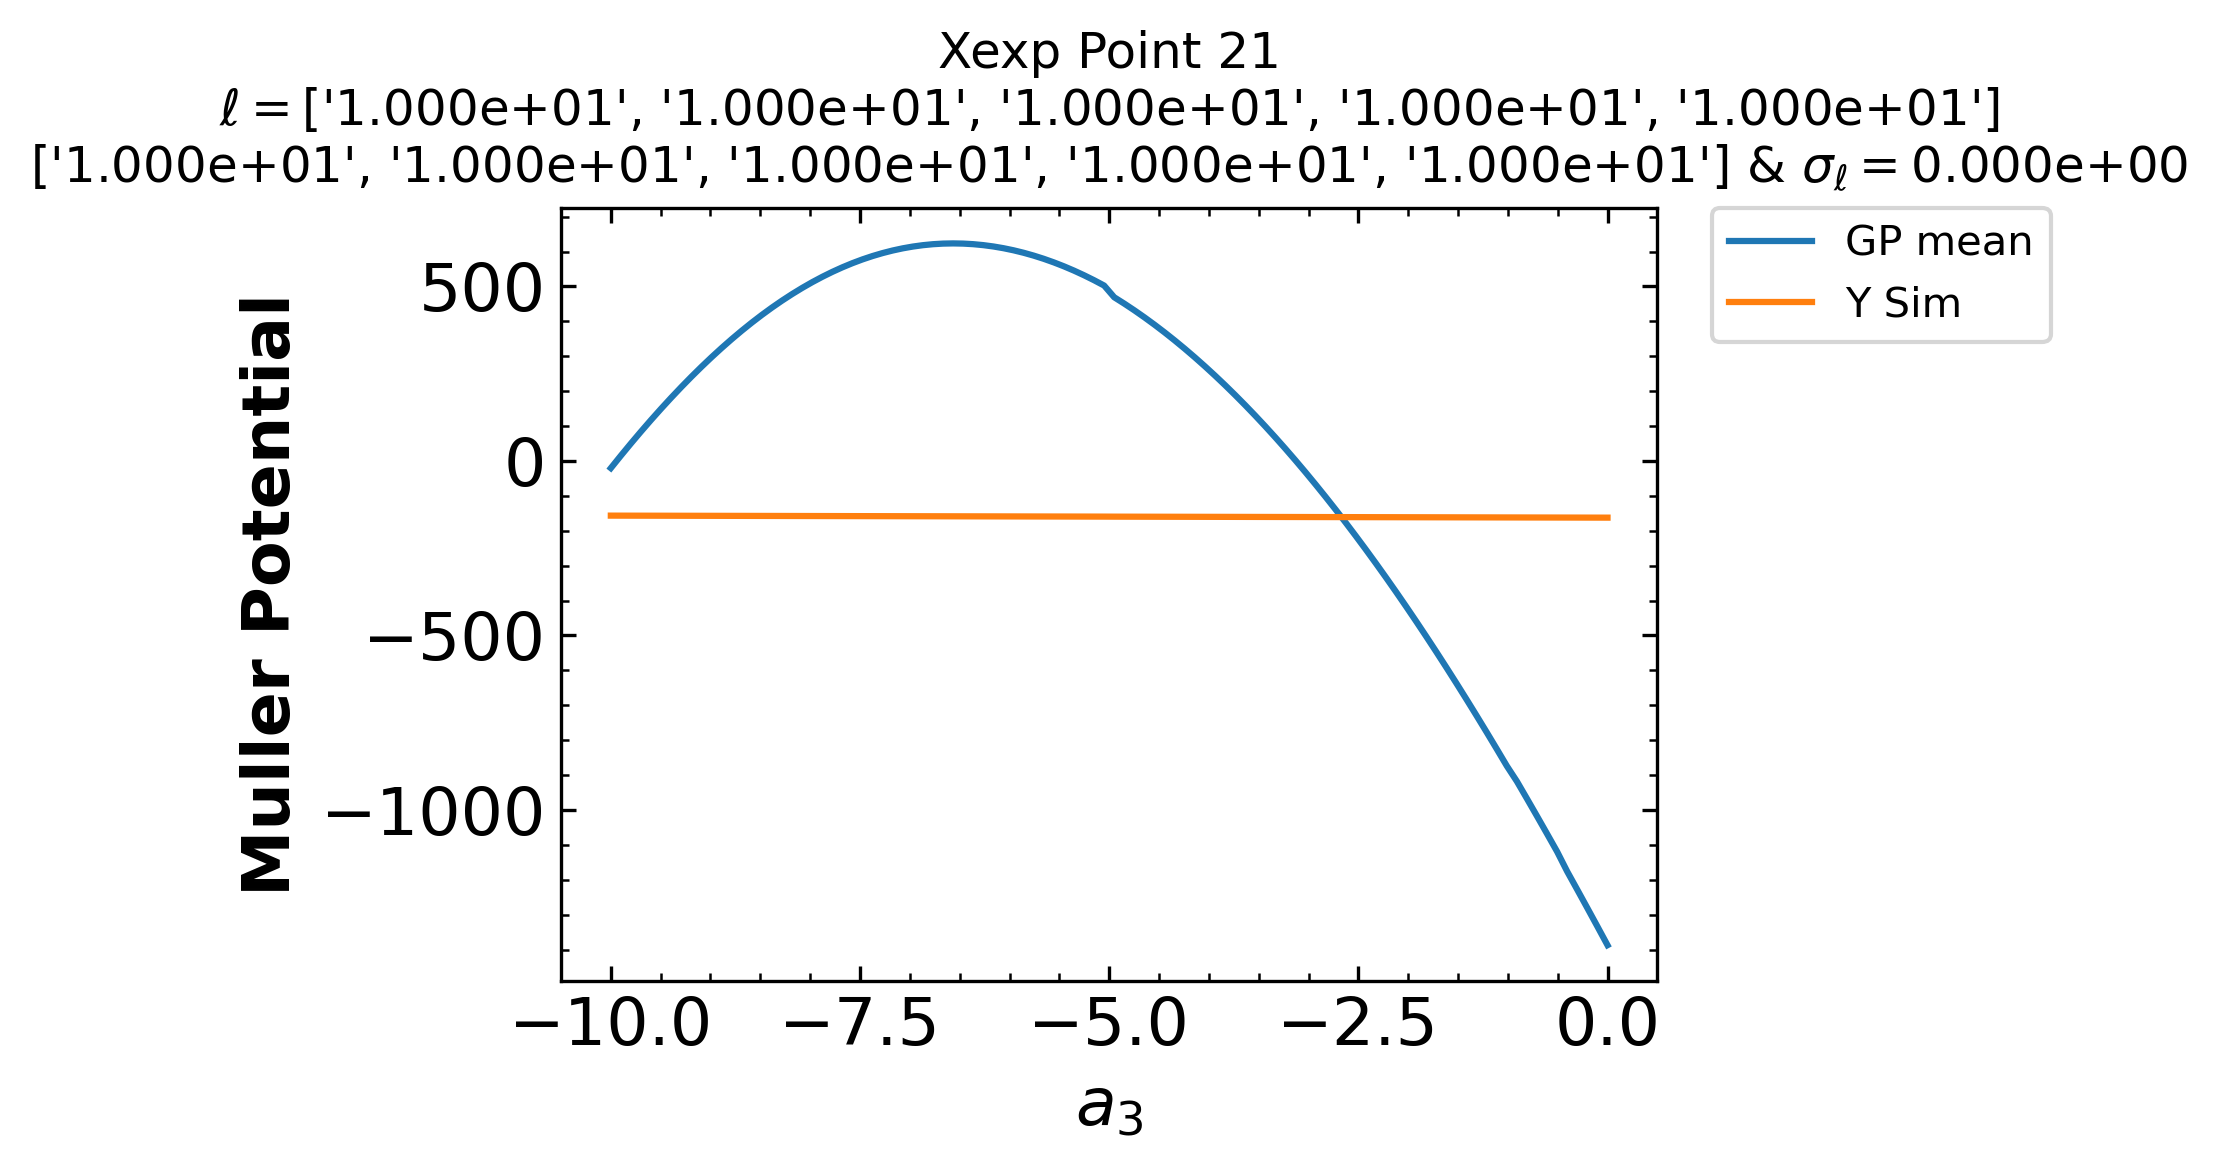 Xexp Point 21
ℓ = ['1.000e+01', '1.000e+01', '1.000e+01', '1.000e+01', '1.000e+01']
['1.000e+01', '1.000e+01', '1.000e+01', '1.000e+01', '1.000e+01'] & σℓ = 0.000e+00
GP mean
Y Sim
Muller Potential
500
0
−500
−1000
−10.0
−7.5
−5.0
−2.5
0.0
a₃